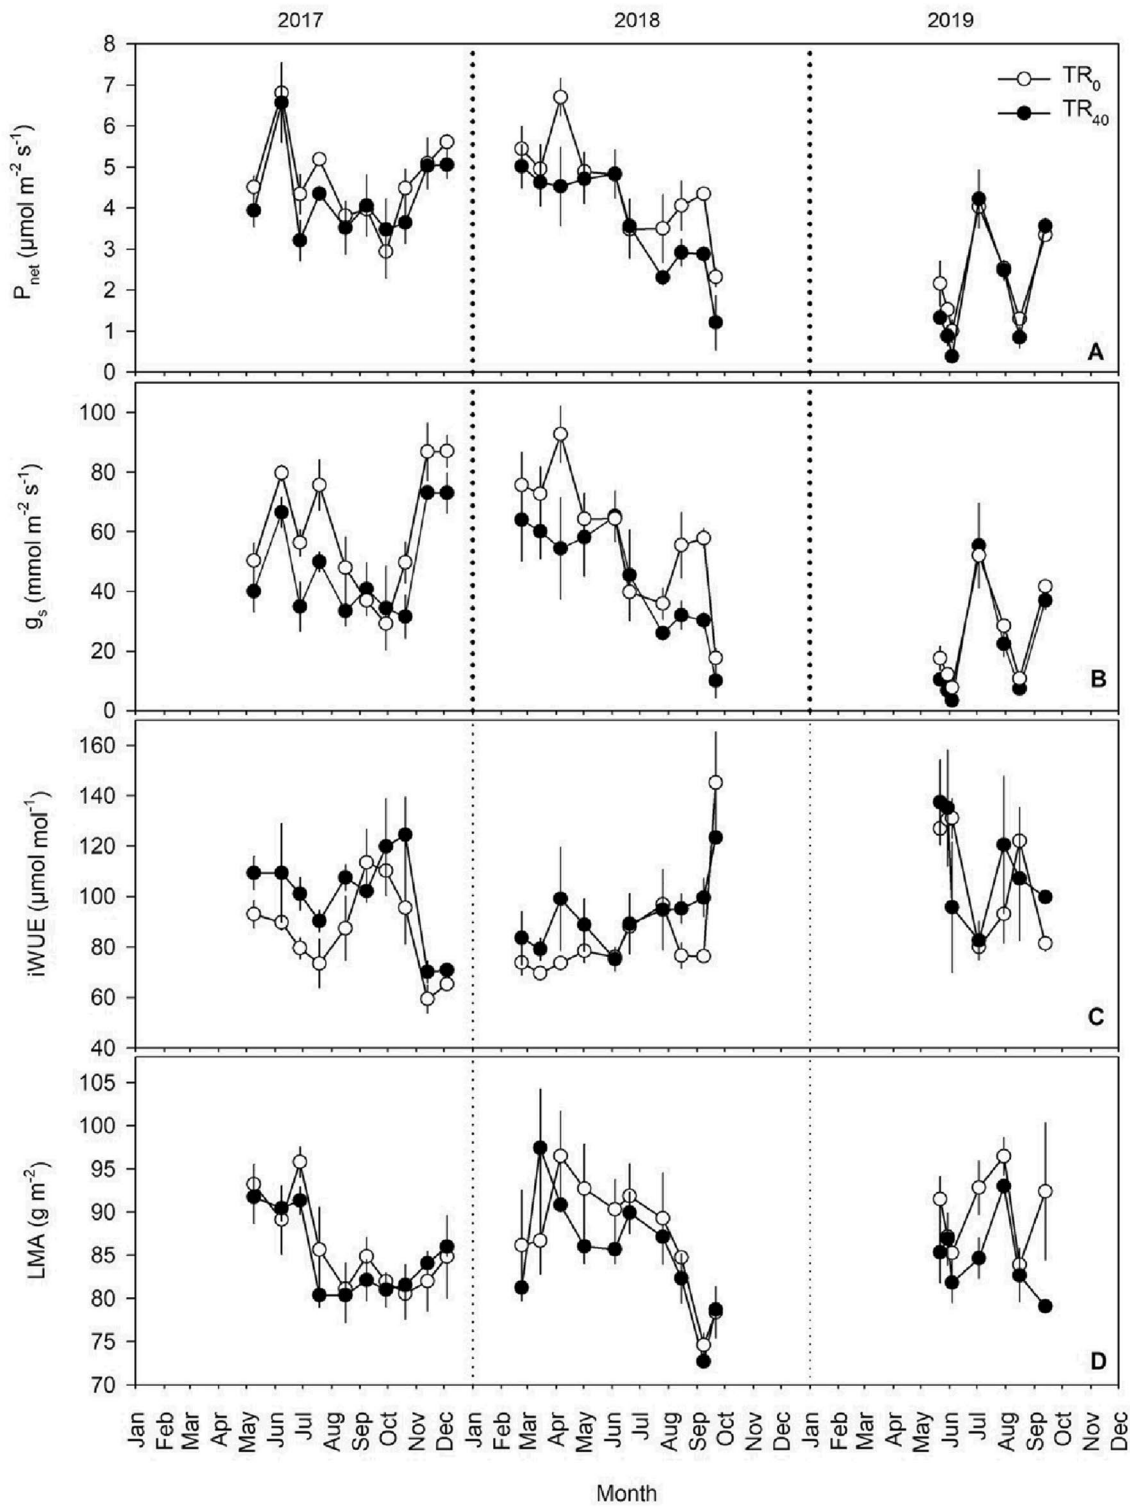 2017 2018 2019
8
7
6
5
4
3
2
1
0
Pnet (µmol m⁻² s⁻¹)
TR₀
TR₄₀
A
100
80
60
40
20
0
gs (mmol m⁻² s⁻¹)
B
160
140
120
100
80
60
40
iWUE (µmol mol⁻¹)
C
105
100
95
90
85
80
75
70
LMA (g m⁻²)
D
Jan Feb Mar Apr May Jun Jul Aug Sep Oct Nov Dec Jan Feb Mar Apr May Jun Jul Aug Sep Oct Nov Dec Jan Feb Mar Apr May Jun Jul Aug Sep Oct Nov Dec
Month